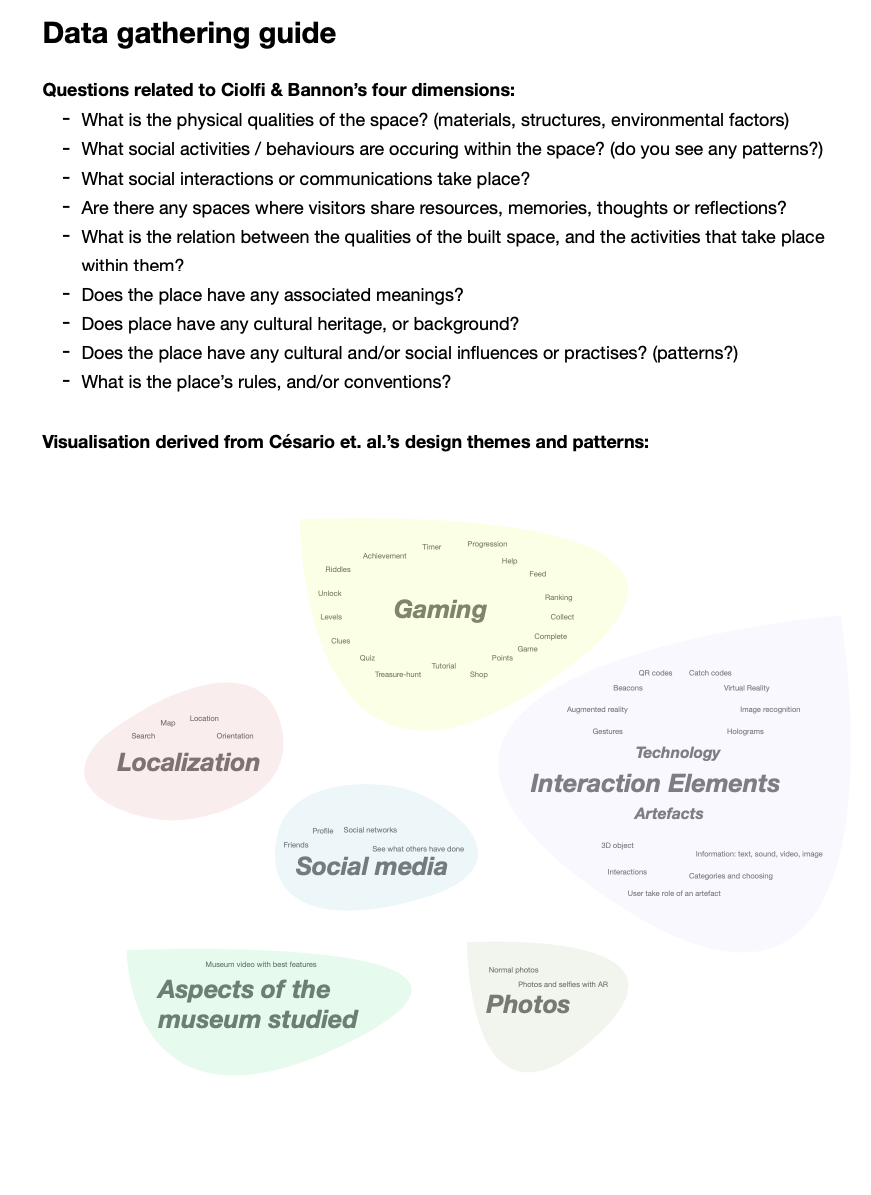 Data gathering guide
Questions related to Ciolfi & Bannon's four dimensions:
- What is the physical qualities of the space? (materials, structures, environmental factors)
- What social activities / behaviours are occuring within the space? (do you see any patterns?)
- What social interactions or communications take place?
- Are there any spaces where visitors share resources, memories, thoughts or reflections?
- What is the relation between the qualities of the built space, and the activities that take place
within them?
- Does the place have any associated meanings?
- Does place have any cultural heritage, or background?
- Does the place have any cultural and/or social influences or practises? (patterns?)
- What is the place's rules, and/or conventions?
Visualisation derived from Césario et. al.'s design themes and patterns:
Progression
Timer
Achievement
Help
Riddles
Feed
Unlock
Ranking
Gaming
Levels
Collect
Clues
Complete
Game
Quiz
Points
Tutorial
Treasure-hunt
Shop
QR codes
Catch codes
Beacons
Virtual Reality
Augmented reality
Image recognition
Gestures
Holograms
Technology
Interaction Elements
Artefacts
3D object
Information: text, sound, video, image
Interactions
Categories and choosing
User take role of an artefact
Location
Map
Search
Orientation
Localization
Profile
Social networks
Friends
See what others have done
Social media
Museum video with best features
Aspects of the
museum studied
Normal photos
Photos and selfies with AR
Photos